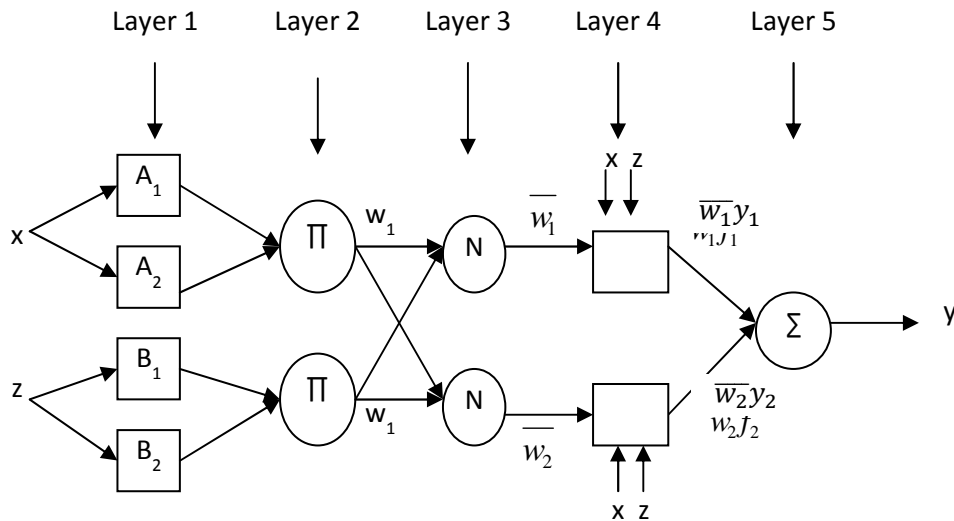 Layer 1 Layer 2 Layer 3 Layer 4 Layer 5
x z
A₁ w₁ w̅₁ w̅₁y₁
x ∏ N
A₂
∑ y
B₁
z ∏ N w̅₂y₂
w₁ w₂f₂
B₂ w̅₂
x z